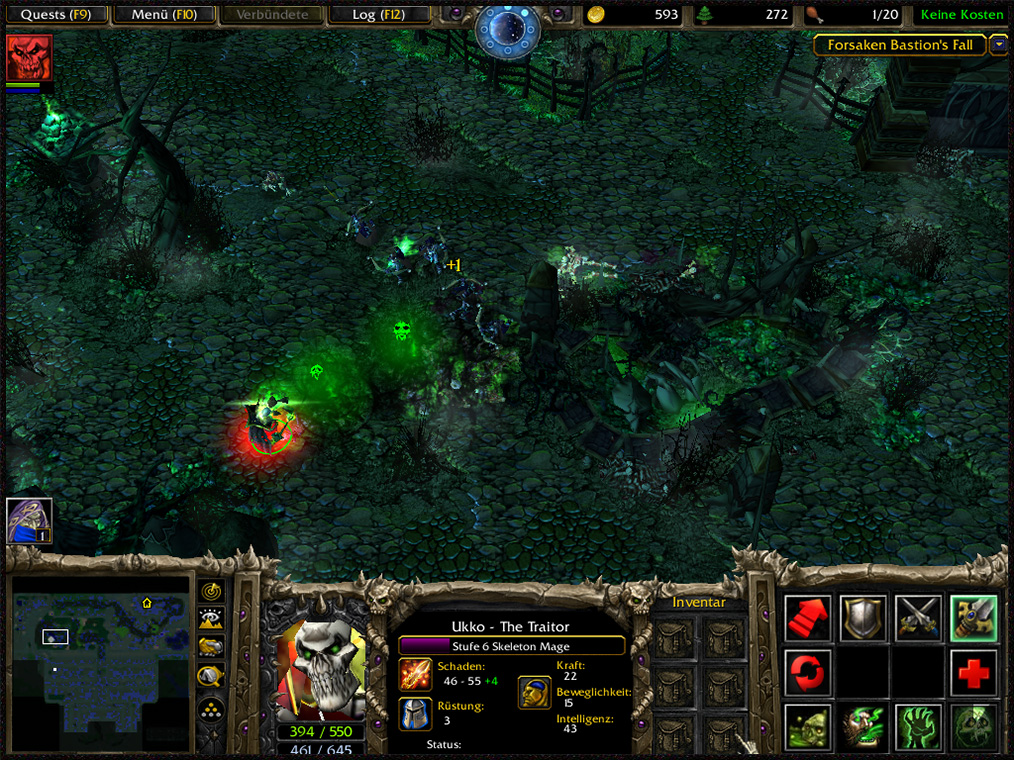 Quests (F9) Menü (F10) Verbündete Log (F12) 593 272 1/20 Keine Kosten
Forsaken Bastion's Fall
+1
1
Inventar
Ukko - The Traitor
Stufe 6 Skeleton Mage
Schaden:
46 - 55 +4
Rüstung:
3
Kraft:
22
Beweglichkeit:
15
Intelligenz:
43
Status:
394 / 550
461 / 645